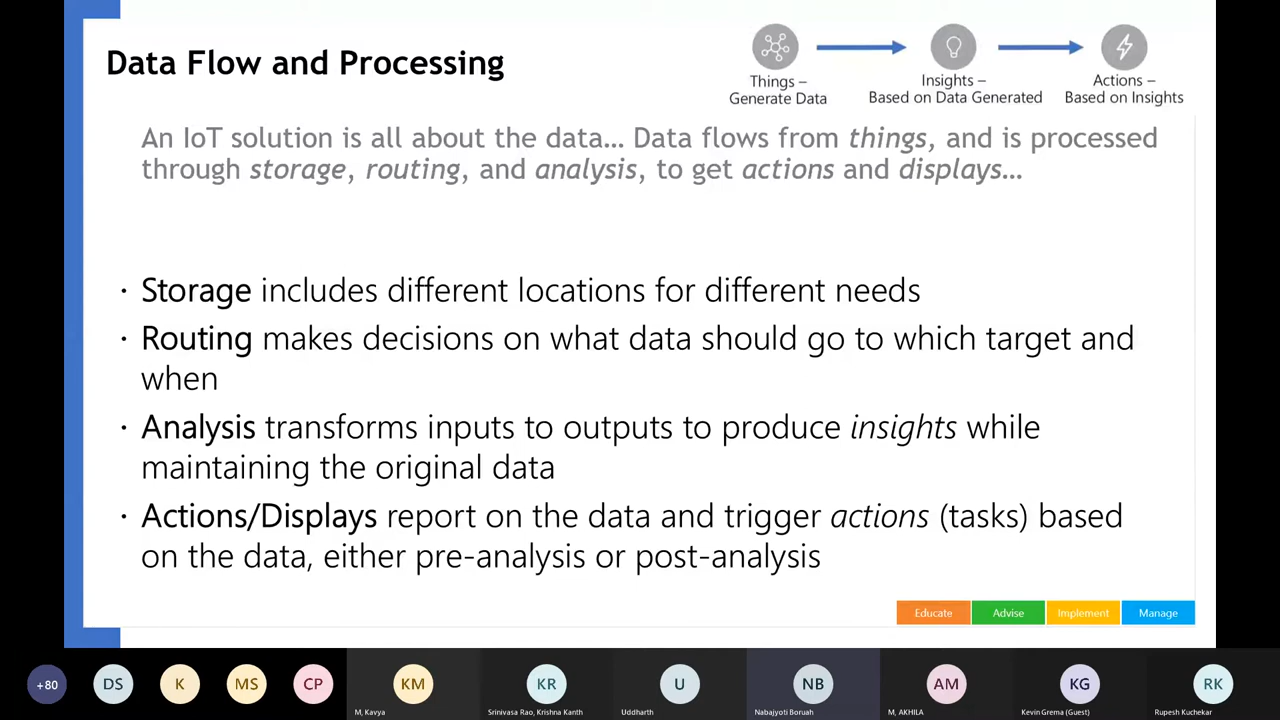 Data Flow and Processing
Things –
Generate Data
Insights –
Based on Data Generated
Actions –
Based on Insights
An IoT solution is all about the data… Data flows from things, and is processed
through storage, routing, and analysis, to get actions and displays…
· Storage includes different locations for different needs
· Routing makes decisions on what data should go to which target and
when
· Analysis transforms inputs to outputs to produce insights while
maintaining the original data
· Actions/Displays report on the data and trigger actions (tasks) based
on the data, either pre-analysis or post-analysis
Educate Advise Implement Manage
+80 DS K MS CP KM KR U NB AM KG RK
M, Kavya Srinivasa Rao, Krishna Kanth Uddharth Nabajyoti Boruah M, AKHILA Kevin Grema (Guest) Rupesh Kuchekar